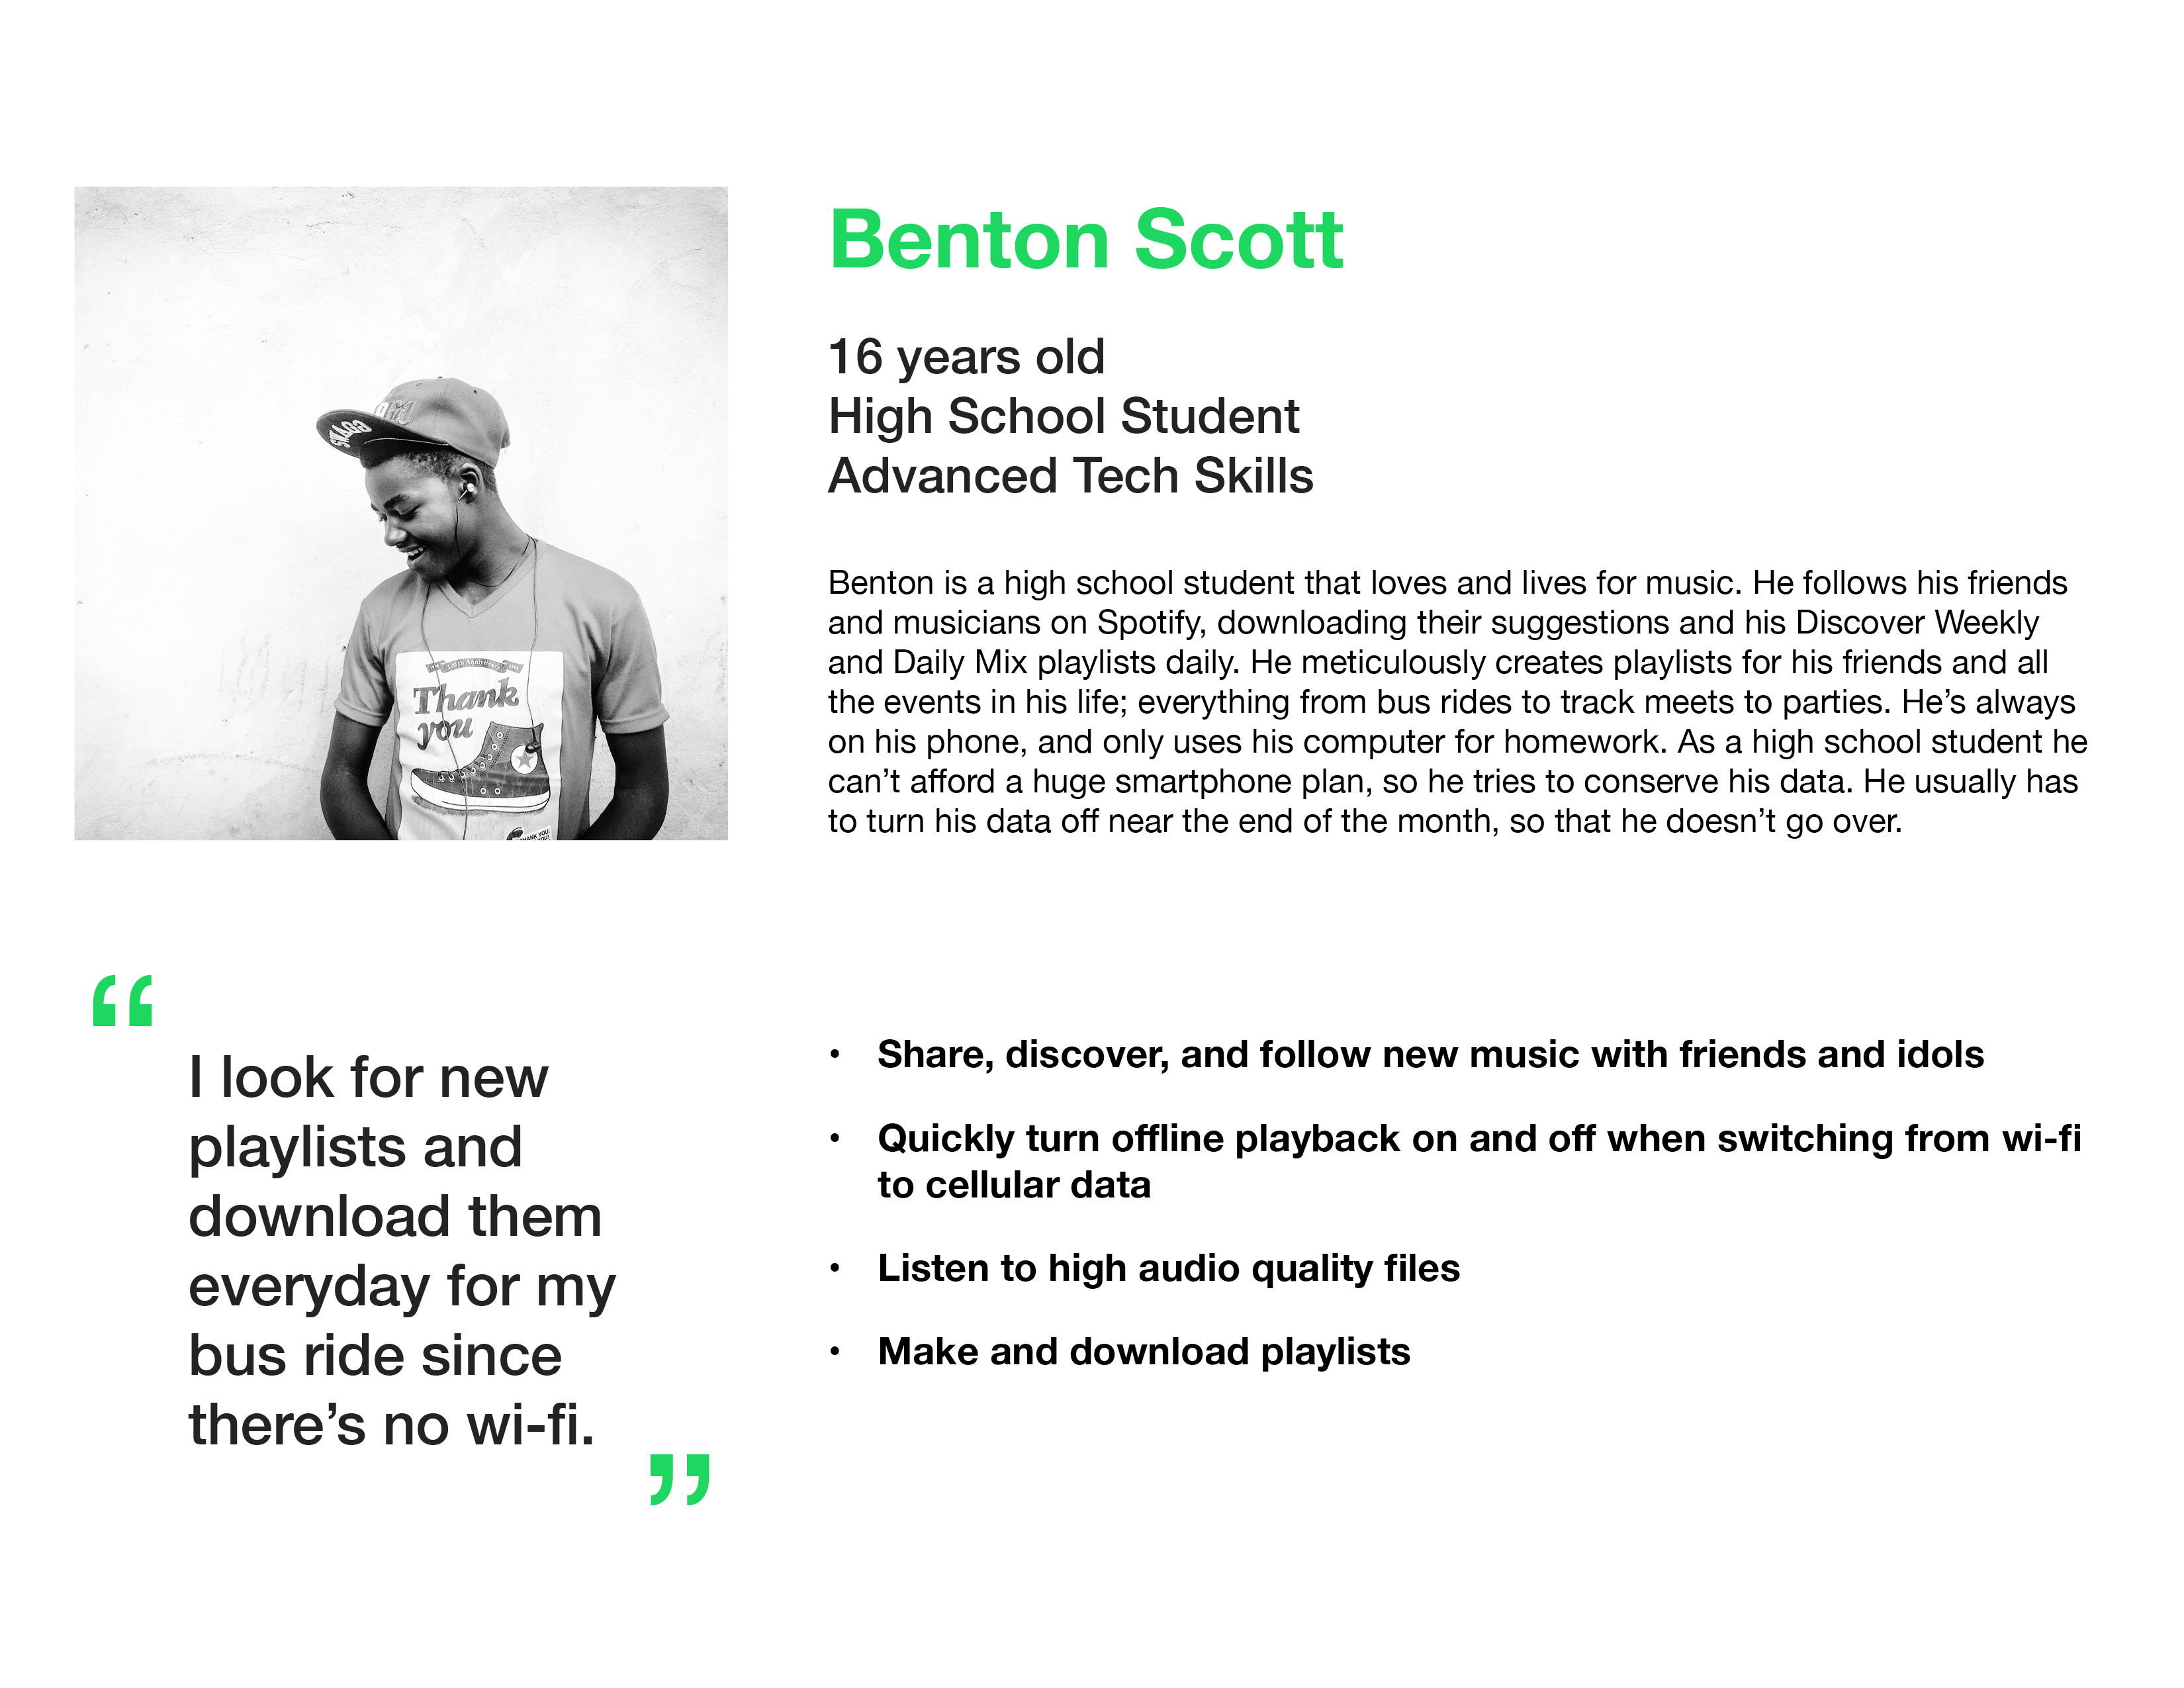 Benton Scott
16 years old
High School Student
Advanced Tech Skills
Benton is a high school student that loves and lives for music. He follows his friends
and musicians on Spotify, downloading their suggestions and his Discover Weekly
and Daily Mix playlists daily. He meticulously creates playlists for his friends and all
the events in his life; everything from bus rides to track meets to parties. He’s always
on his phone, and only uses his computer for homework. As a high school student he
can’t afford a huge smartphone plan, so he tries to conserve his data. He usually has
to turn his data off near the end of the month, so that he doesn’t go over.
SWAGG
100th Anniversary
Thank
you
THANK YOU!
“
I look for new
playlists and
download them
everyday for my
bus ride since
there’s no wi-fi.
”
• Share, discover, and follow new music with friends and idols
• Quickly turn offline playback on and off when switching from wi-fi
to cellular data
• Listen to high audio quality files
• Make and download playlists